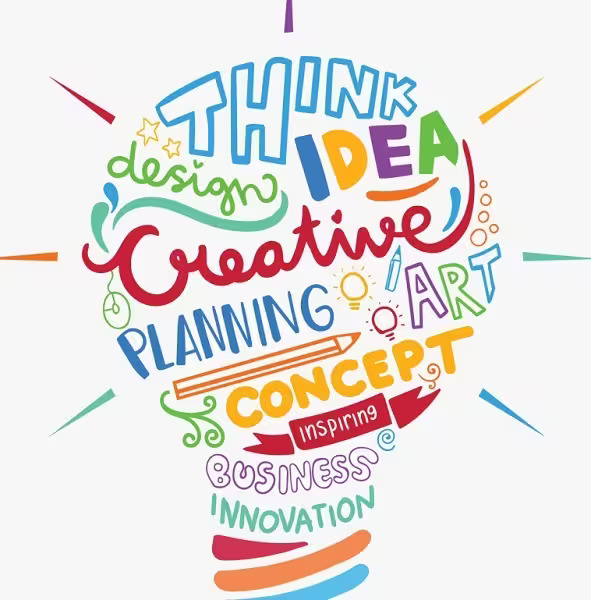 THINK
IDEA
design
Creative
PLANNING
ART
CONCEPT
Inspiring
BUSINESS
INNOVATION